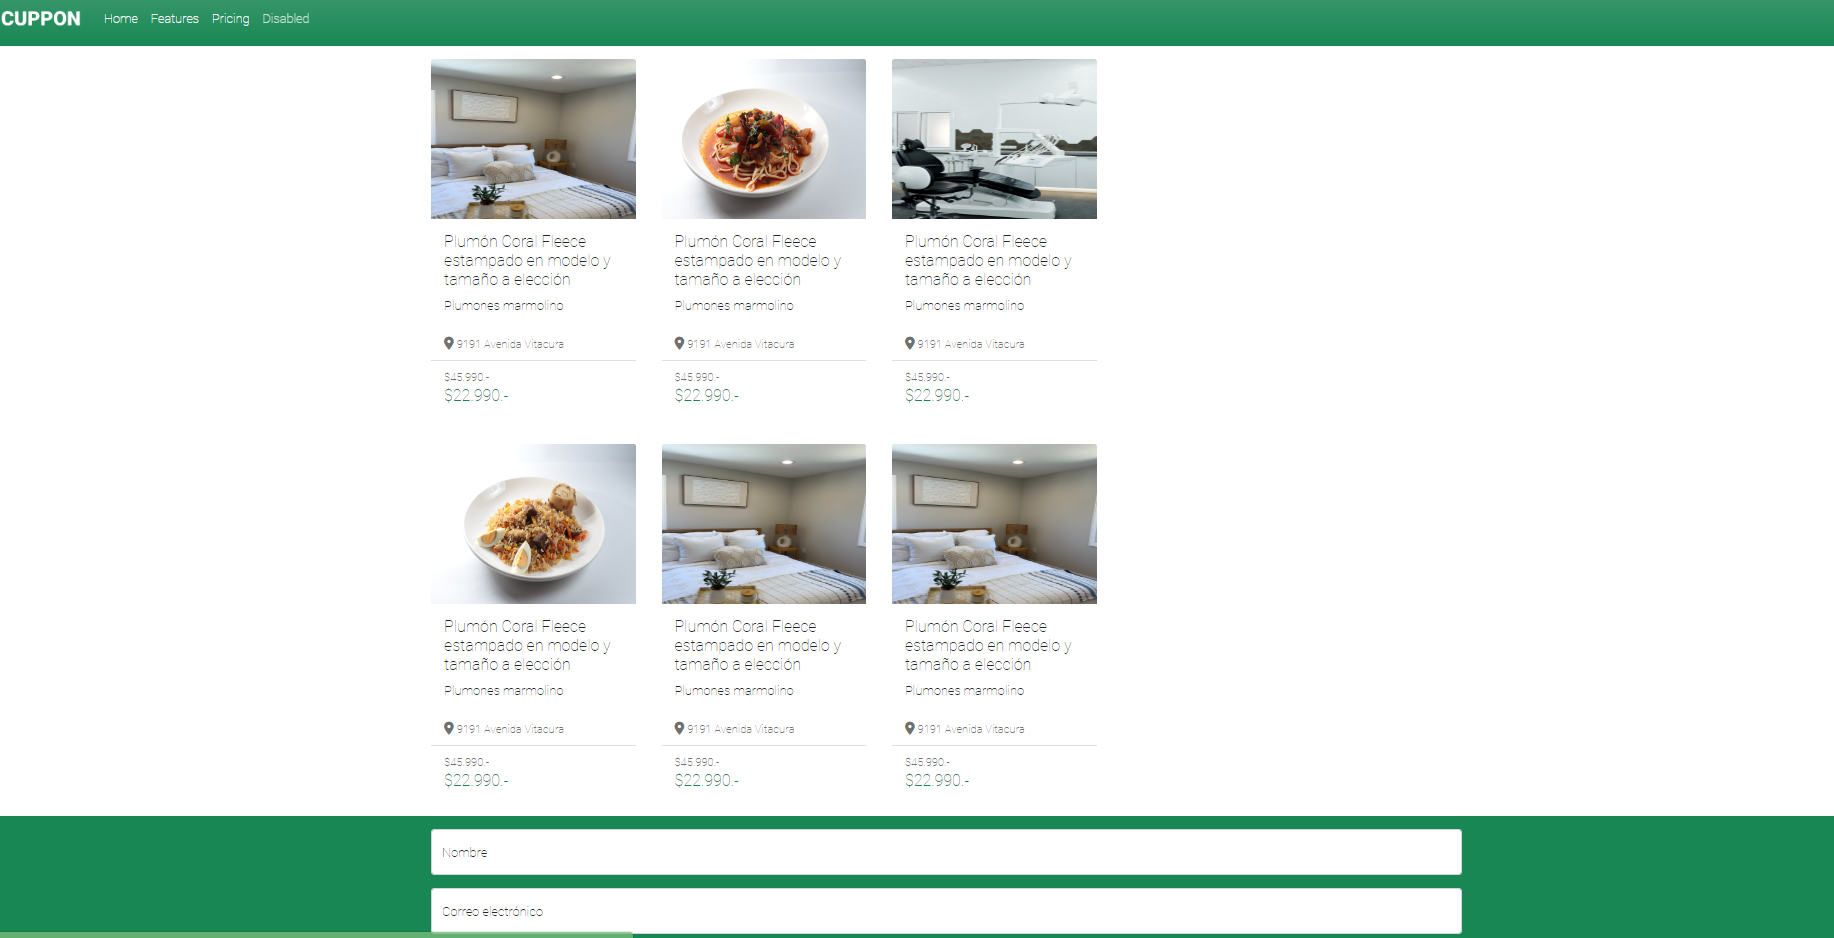 CUPPON Home Features Pricing Disabled
Plumón Coral Fleece
estampado en modelo y
tamaño a elección
Plumones marmolino
9191 Avenida Vitacura
$45.990.-
$22.990.-
Plumón Coral Fleece
estampado en modelo y
tamaño a elección
Plumones marmolino
9191 Avenida Vitacura
$45.990.-
$22.990.-
Plumón Coral Fleece
estampado en modelo y
tamaño a elección
Plumones marmolino
9191 Avenida Vitacura
$45.990.-
$22.990.-
Plumón Coral Fleece
estampado en modelo y
tamaño a elección
Plumones marmolino
9191 Avenida Vitacura
$45.990.-
$22.990.-
Plumón Coral Fleece
estampado en modelo y
tamaño a elección
Plumones marmolino
9191 Avenida Vitacura
$45.990.-
$22.990.-
Plumón Coral Fleece
estampado en modelo y
tamaño a elección
Plumones marmolino
9191 Avenida Vitacura
$45.990.-
$22.990.-
Nombre
Correo electrónico